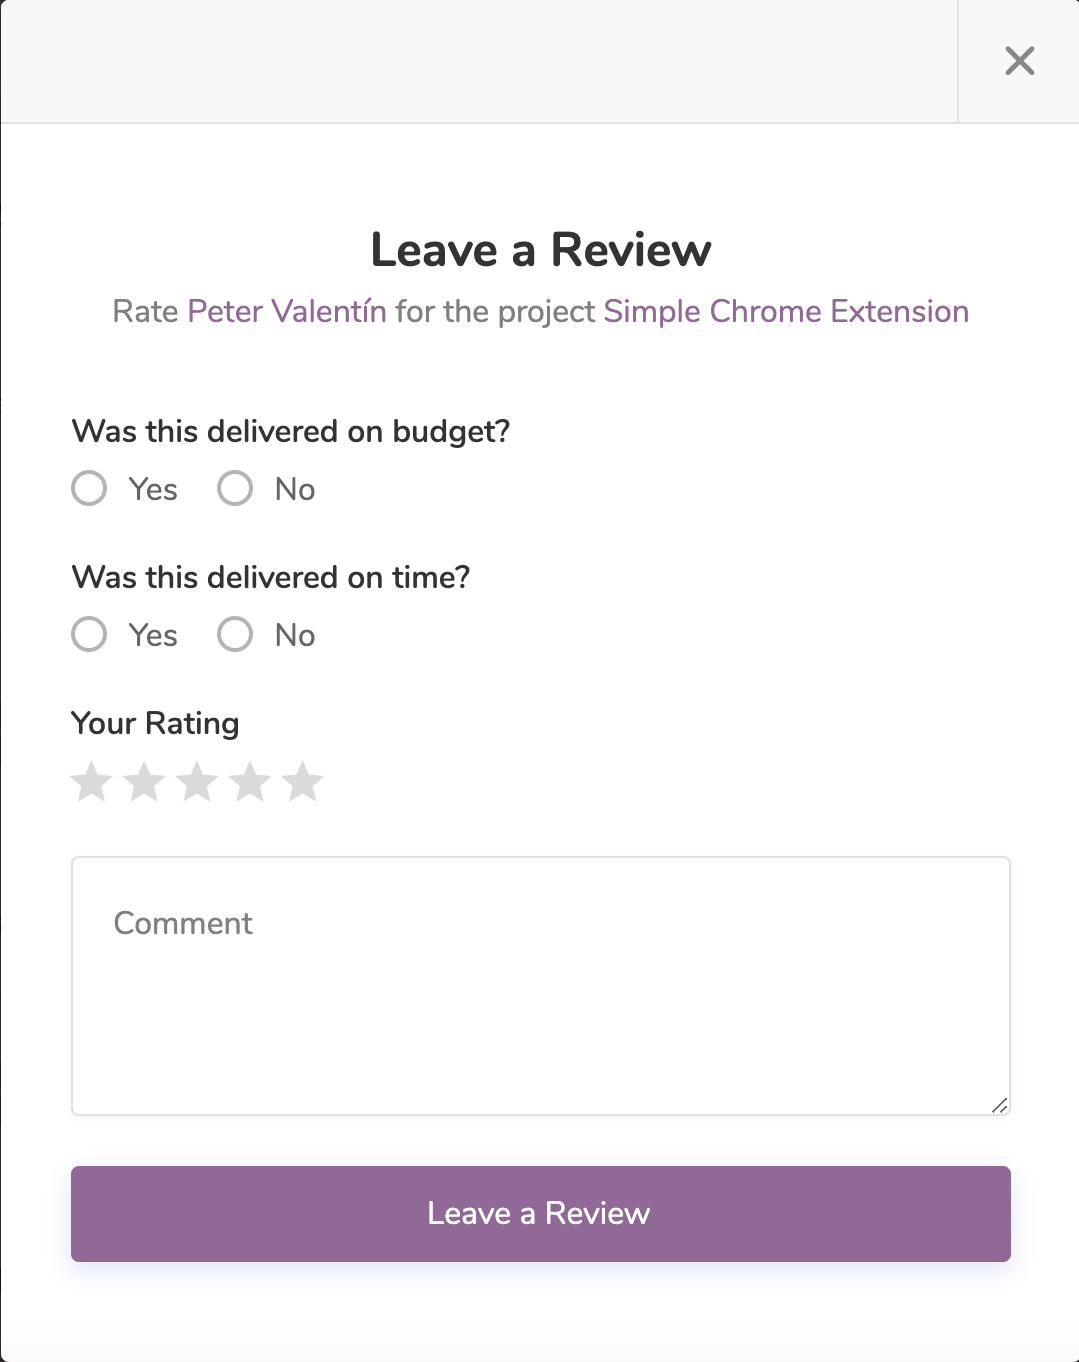 Leave a Review
Rate Peter Valentín for the project Simple Chrome Extension
Was this delivered on budget?
Yes No
Was this delivered on time?
Yes No
Your Rating
Comment
Leave a Review